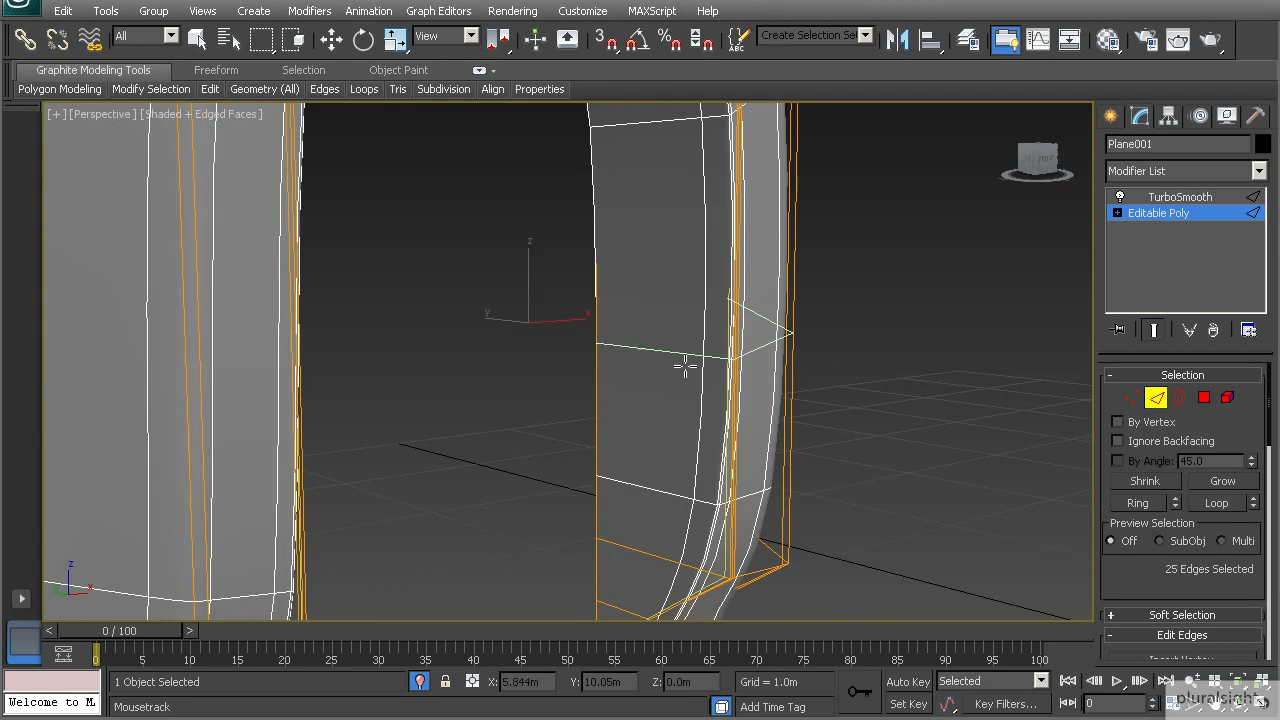 Edit Tools Group Views Create Modifiers Animation Graph Editors Rendering Customize MAXScript Help
All View 3 Create Selection Set
Graphite Modeling Tools Freeform Selection Object Paint
Polygon Modeling Modify Selection Edit Geometry (All) Edges Loops Tris Subdivision Align Properties
[+] [Perspective] [Shaded + Edged Faces]
Plane001
Modifier List
TurboSmooth
Editable Poly
z
y x
- Selection
By Vertex
Ignore Backfacing
By Angle: 45.0
Shrink Grow
Ring Loop
Preview Selection
Off SubObj Multi
25 Edges Selected
+ Soft Selection
- Edit Edges
z
x
< 0 / 100 >
0 5 10 15 20 25 30 35 40 45 50 55 60 65 70 75 80 85 90 95 100
1 Object Selected X: 5.844m Y: 10.05m Z: 0.0m Grid = 1.0m Auto Key Selected
Welcome to M Mousetrack Add Time Tag Set Key Key Filters... 0
pluralsight